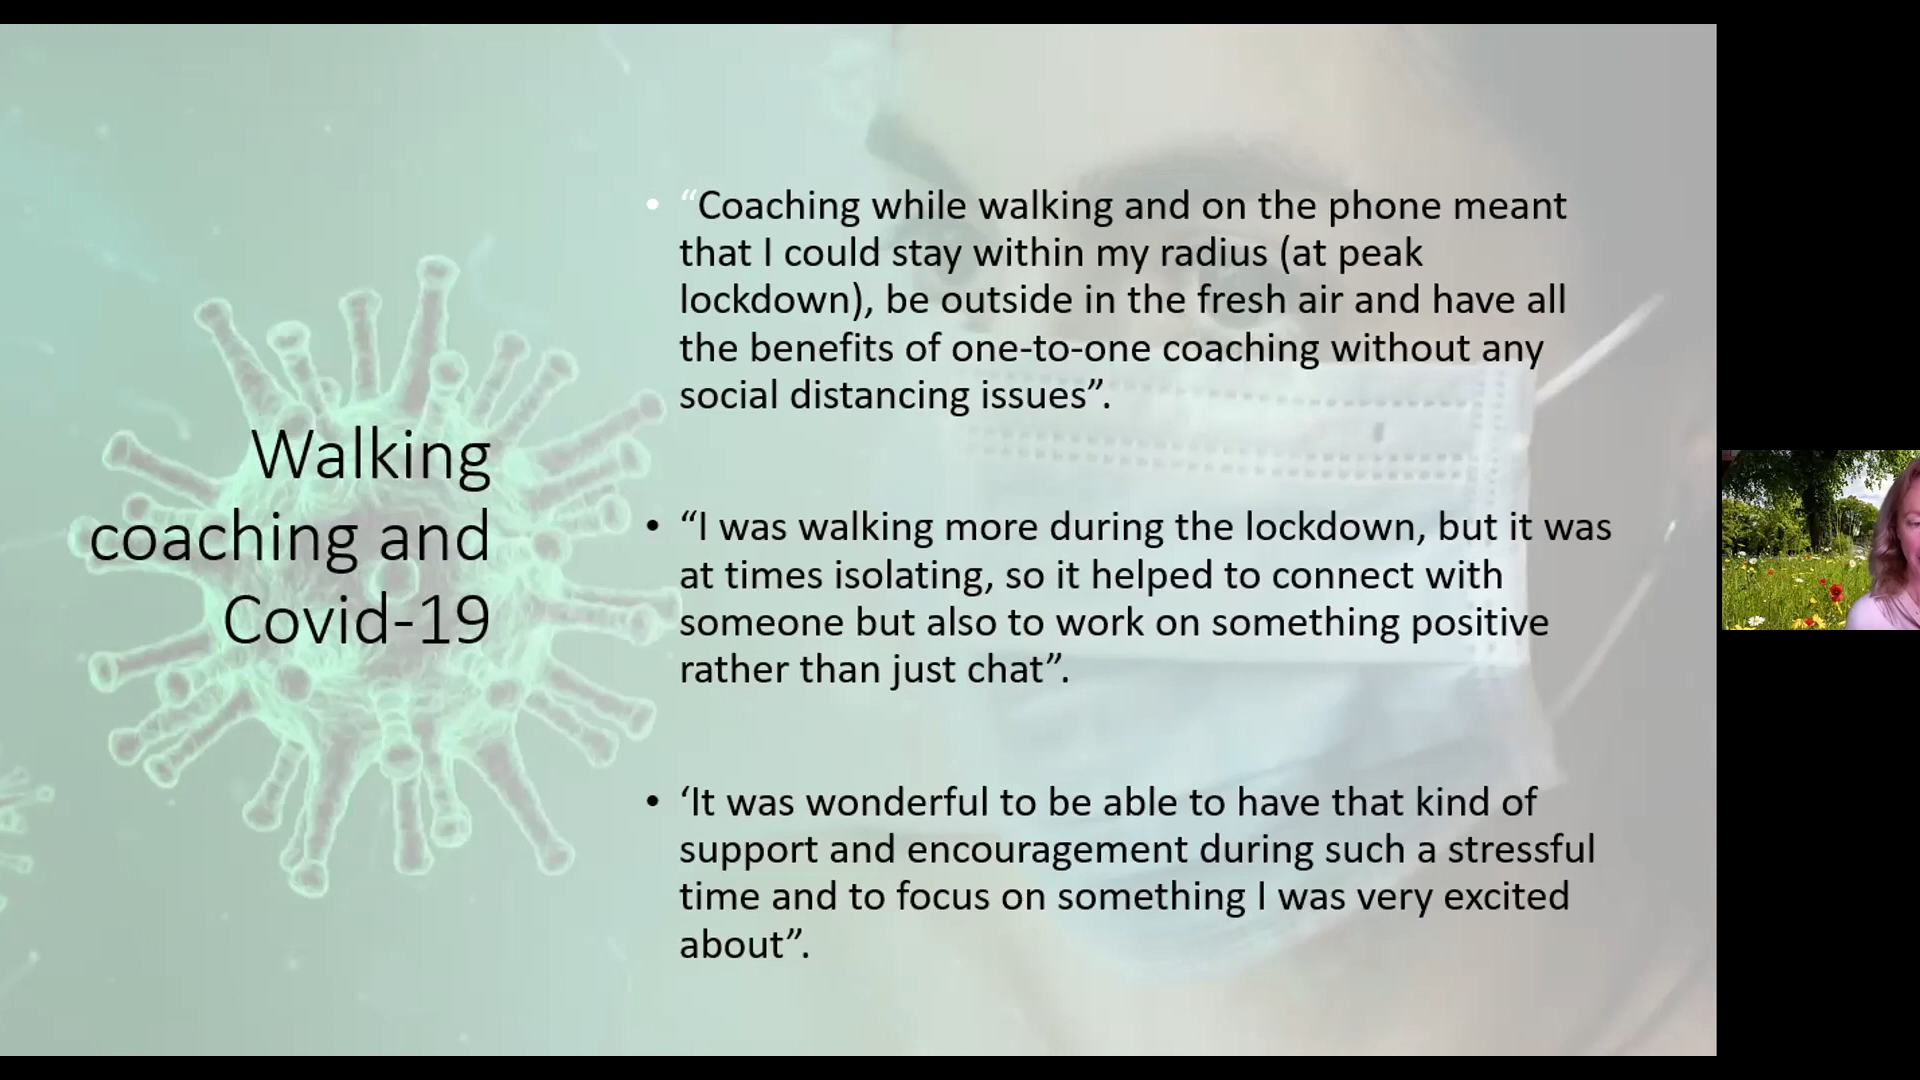 Walking
coaching and
Covid-19
• “Coaching while walking and on the phone meant
that I could stay within my radius (at peak
lockdown), be outside in the fresh air and have all
the benefits of one-to-one coaching without any
social distancing issues”.
• “I was walking more during the lockdown, but it was
at times isolating, so it helped to connect with
someone but also to work on something positive
rather than just chat”.
• ‘It was wonderful to be able to have that kind of
support and encouragement during such a stressful
time and to focus on something I was very excited
about”.